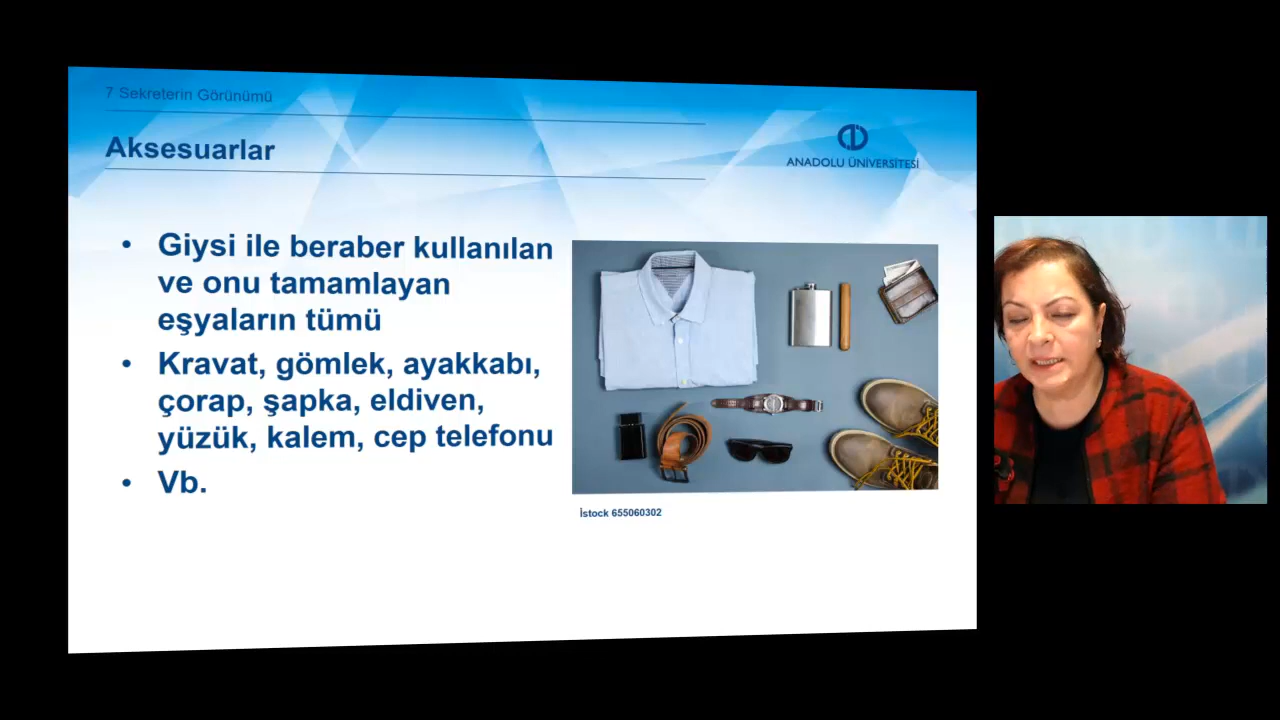 7 Sekreterin Görünümü
Aksesuarlar
ANADOLU ÜNİVERSİTESİ
• Giysi ile beraber kullanılan
ve onu tamamlayan
eşyaların tümü
• Kravat, gömlek, ayakkabı,
çorap, şapka, eldiven,
yüzük, kalem, cep telefonu
• Vb.
İstock 655060302